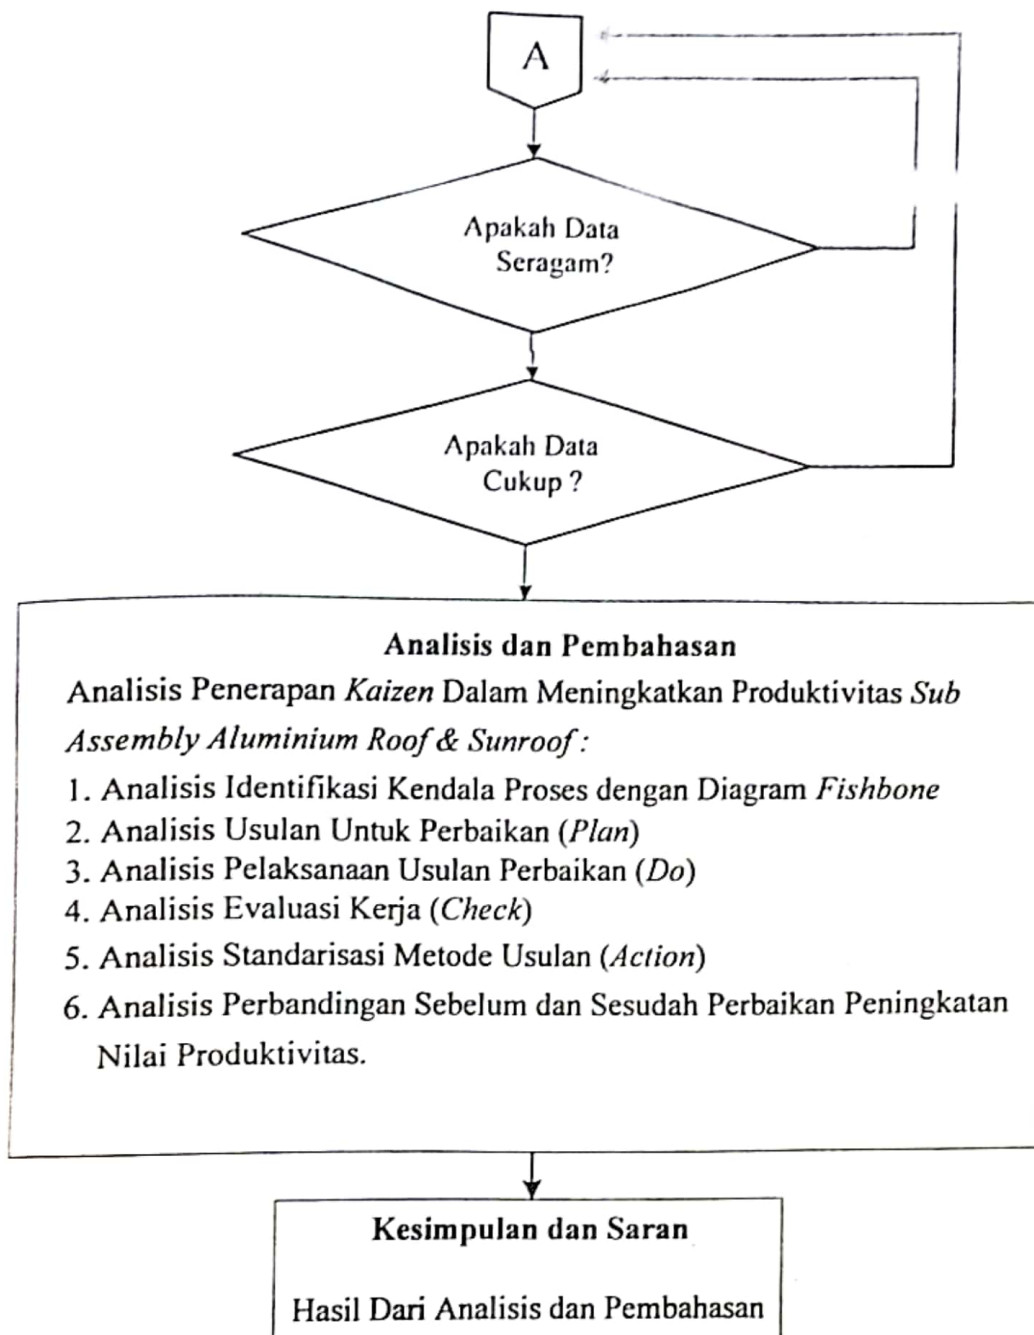 A
Apakah Data
Seragam?
Apakah Data
Cukup ?
Analisis dan Pembahasan
Analisis Penerapan Kaizen Dalam Meningkatkan Produktivitas Sub
Assembly Aluminium Roof & Sunroof :
1. Analisis Identifikasi Kendala Proses dengan Diagram Fishbone
2. Analisis Usulan Untuk Perbaikan (Plan)
3. Analisis Pelaksanaan Usulan Perbaikan (Do)
4. Analisis Evaluasi Kerja (Check)
5. Analisis Standarisasi Metode Usulan (Action)
6. Analisis Perbandingan Sebelum dan Sesudah Perbaikan Peningkatan
Nilai Produktivitas.
Kesimpulan dan Saran
Hasil Dari Analisis dan Pembahasan